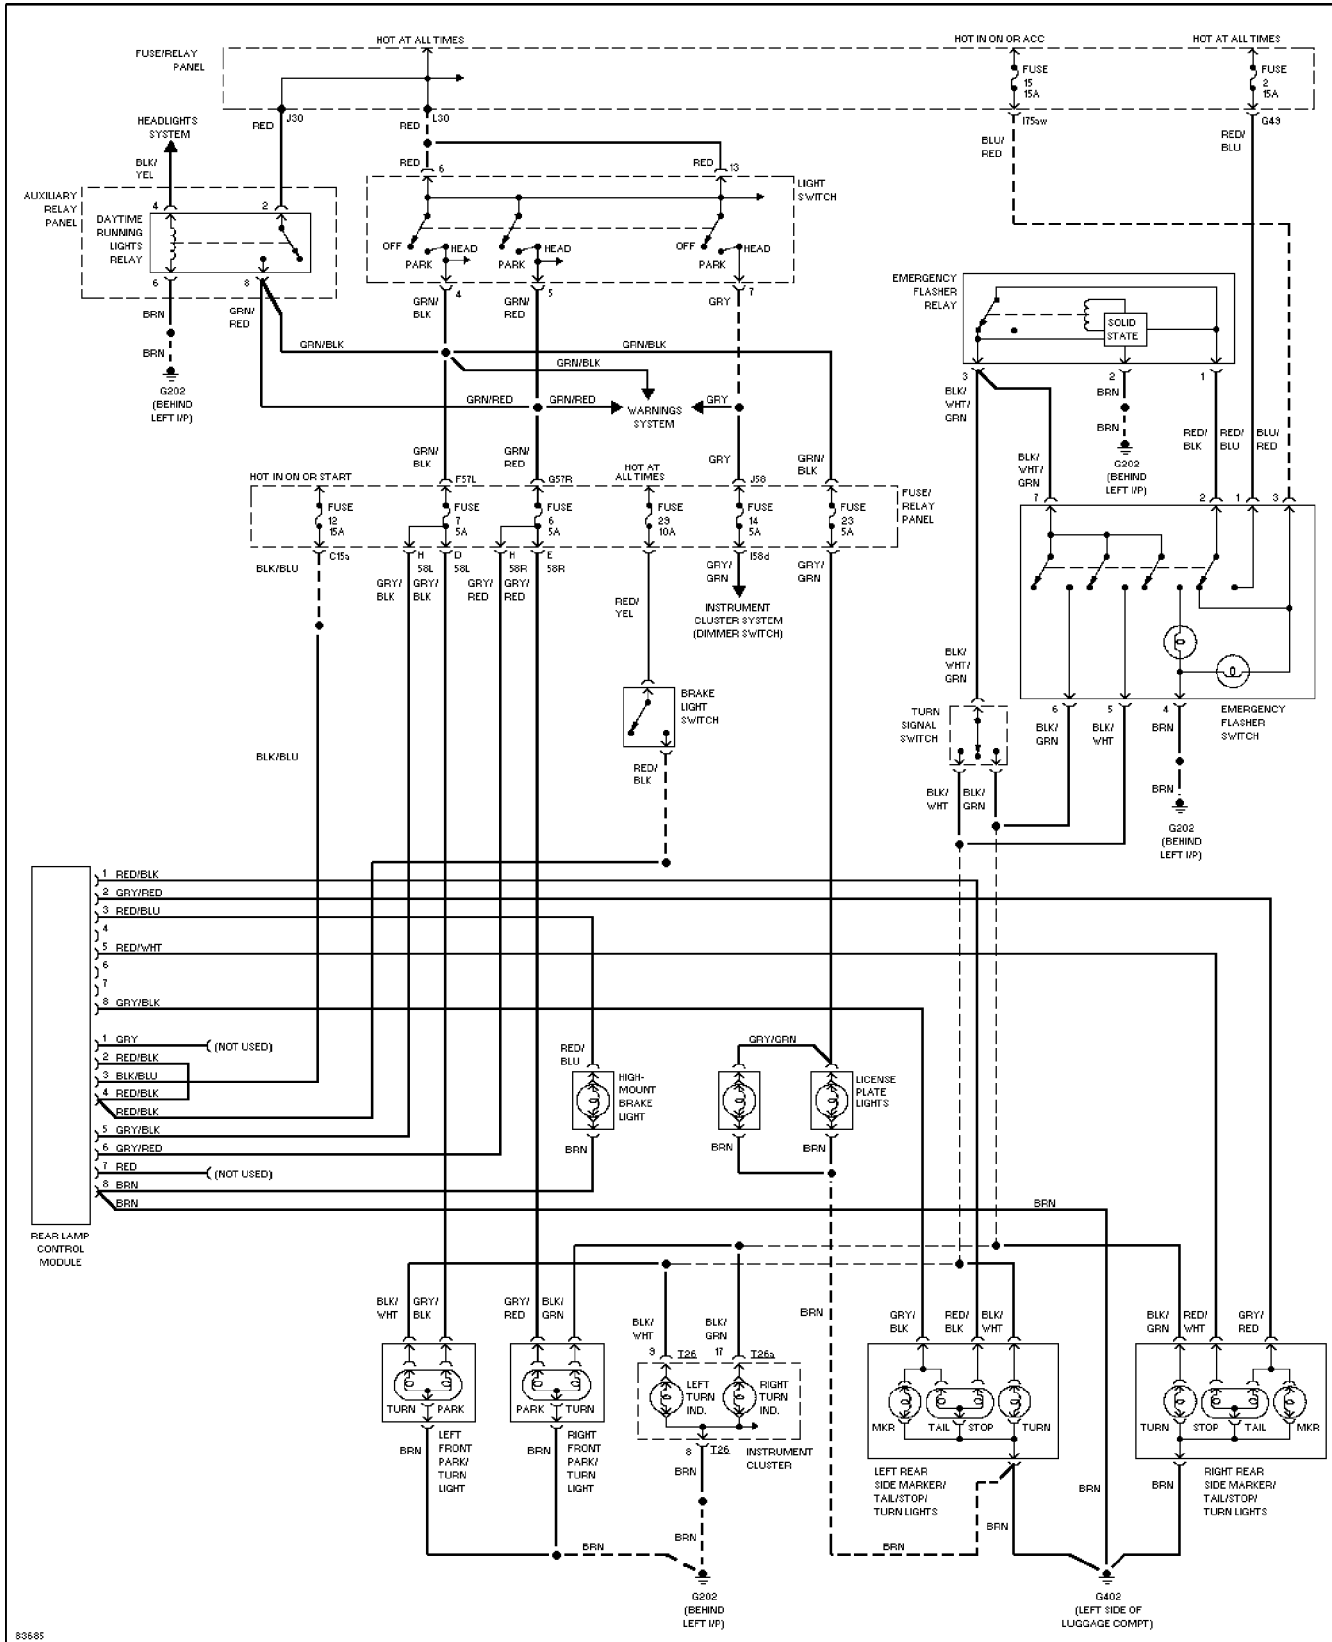 HOT AT ALL TIMES
HOT IN ON OR ACC
HOT AT ALL TIMES
FUSE/RELAY
PANEL
FUSE
15
15A
FUSE
2
15A
J30
L30
I75aw
G49
HEADLIGHTS
SYSTEM
RED
RED
BLU/
RED
RED/
BLU
BLK/
YEL
RED
6
RED
13
LIGHT
SWITCH
AUXILIARY
RELAY
PANEL
4
2
DAYTIME
RUNNING
LIGHTS
RELAY
OFF
HEAD
PARK
HEAD
PARK
OFF
HEAD
PARK
6
8
4
5
7
BRN
GRN/
RED
GRN/
BLK
GRN/
RED
GRY
EMERGENCY
FLASHER
RELAY
SOLID
STATE
3
2
1
BRN
GRN/BLK
GRN/BLK
GRN/BLK
G202
(BEHIND
LEFT I/P)
GRN/RED
GRN/RED
GRY
WARNINGS
SYSTEM
BLK/
WHT/
GRN
BRN
BRN
G202
(BEHIND
LEFT I/P)
RED/
BLK
RED/
BLU
BLU/
RED
BLK/
WHT/
GRN
7
2
1
3
HOT IN ON OR START
GRN/
BLK
GRN/
RED
HOT AT
ALL TIMES
GRY
GRN/
BLK
F57L
G57R
J58
FUSE
12
15A
FUSE
7
5A
FUSE
6
5A
FUSE
29
10A
FUSE
14
5A
FUSE
23
5A
FUSE/
RELAY
PANEL
C15a
H
58L
D
58L
H
58R
E
58R
I58d
BLK/BLU
GRY/
BLK
GRY/
BLK
GRY/
RED
GRY/
RED
RED/
YEL
GRY/
GRN
GRY/
GRN
INSTRUMENT
CLUSTER SYSTEM
(DIMMER SWITCH)
BLK/
WHT/
GRN
BRAKE
LIGHT
SWITCH
TURN
SIGNAL
SWITCH
6
5
4
EMERGENCY
FLASHER
SWITCH
BLK/
GRN
BLK/
WHT
BRN
BLK/BLU
RED/
BLK
BLK/
WHT
BLK/
GRN
BRN
G202
(BEHIND
LEFT I/P)
1 RED/BLK
2 GRY/RED
3 RED/BLU
4
5 RED/WHT
6
7
8 GRY/BLK
1 GRY (NOT USED)
2 RED/BLK
3 BLK/BLU
4 RED/BLK
RED/BLK
5 GRY/BLK
6 GRY/RED
7 RED (NOT USED)
8 BRN
BRN
BRN
REAR LAMP
CONTROL
MODULE
RED/
BLU
GRY/GRN
HIGH-
MOUNT
BRAKE
LIGHT
LICENSE
PLATE
LIGHTS
BRN
BRN
BRN
BLK/
WHT
GRY/
BLK
GRY/
RED
BLK/
GRN
BLK/
WHT
BLK/
GRN
BRN
GRY/
BLK
RED/
BLK
BLK/
WHT
BLK/
GRN
RED/
WHT
GRY/
RED
9
T26
17
T26a
TURN
PARK
PARK
TURN
LEFT
TURN
IND.
RIGHT
TURN
IND.
MKR
TAIL
STOP
TURN
TURN
STOP
TAIL
MKR
BRN
LEFT
FRONT
PARK/
TURN
LIGHT
BRN
RIGHT
FRONT
PARK/
TURN
LIGHT
8
T26
INSTRUMENT
CLUSTER
BRN
LEFT REAR
SIDE MARKER/
TAIL/STOP/
TURN LIGHTS
BRN
BRN
RIGHT REAR
SIDE MARKER/
TAIL/STOP/
TURN LIGHTS
BRN
BRN
BRN
BRN
G202
(BEHIND
LEFT I/P)
G402
(LEFT SIDE OF
LUGGAGE COMPT)
83685